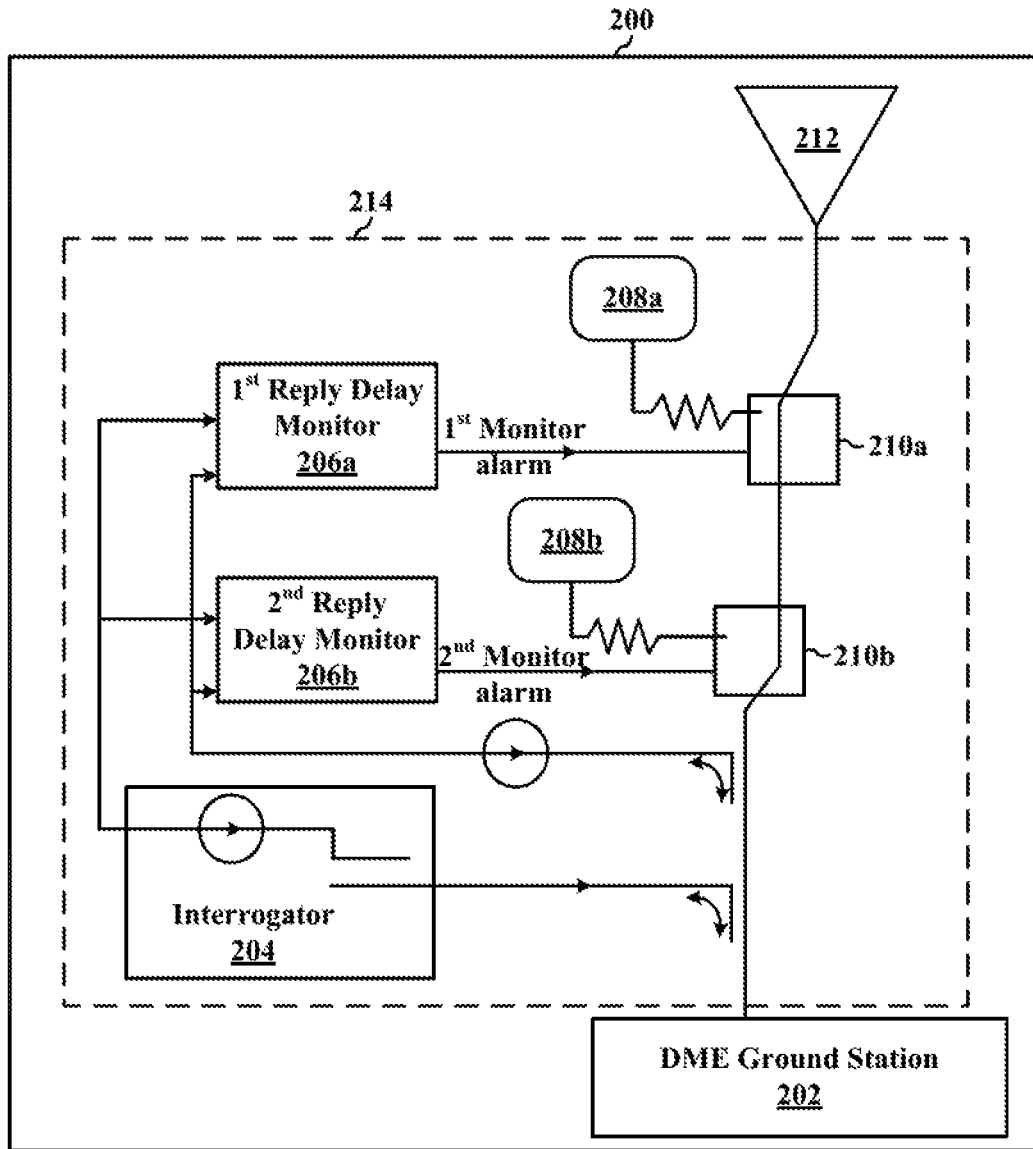 200
212
214
208a
1st Reply Delay
Monitor
206a
1st Monitor
alarm
210a
208b
2nd Reply
Delay Monitor
206b
2nd Monitor
alarm
210b
Interrogator
204
DME Ground Station
202